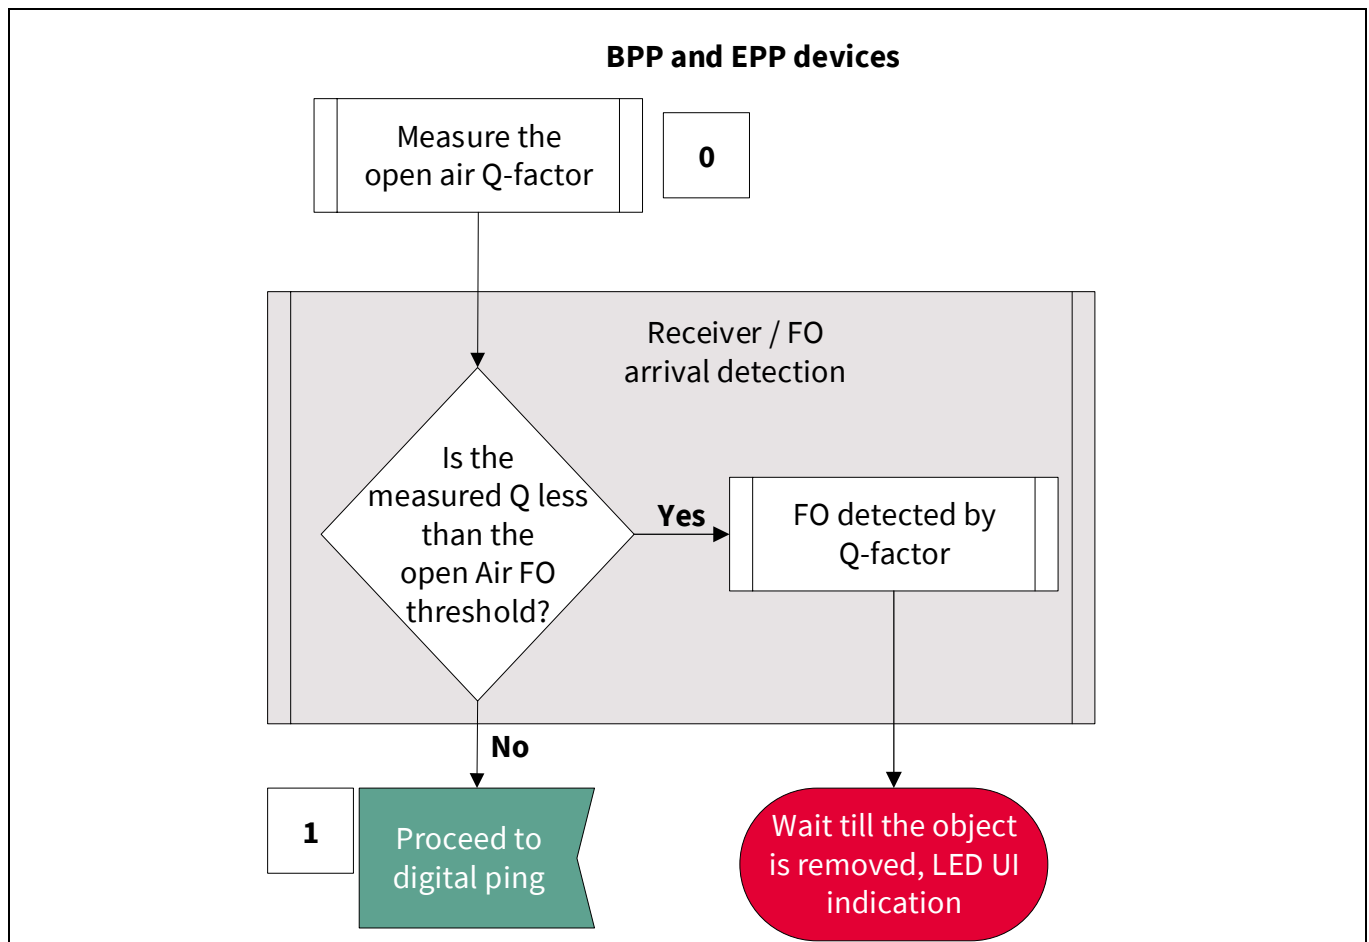 BPP and EPP devices
Measure the
open air Q-factor
0
Receiver / FO
arrival detection
Is the
measured Q less
than the
open Air FO
threshold?
Yes
FO detected by
Q-factor
No
1
Proceed to
digital ping
Wait till the object
is removed, LED UI
indication